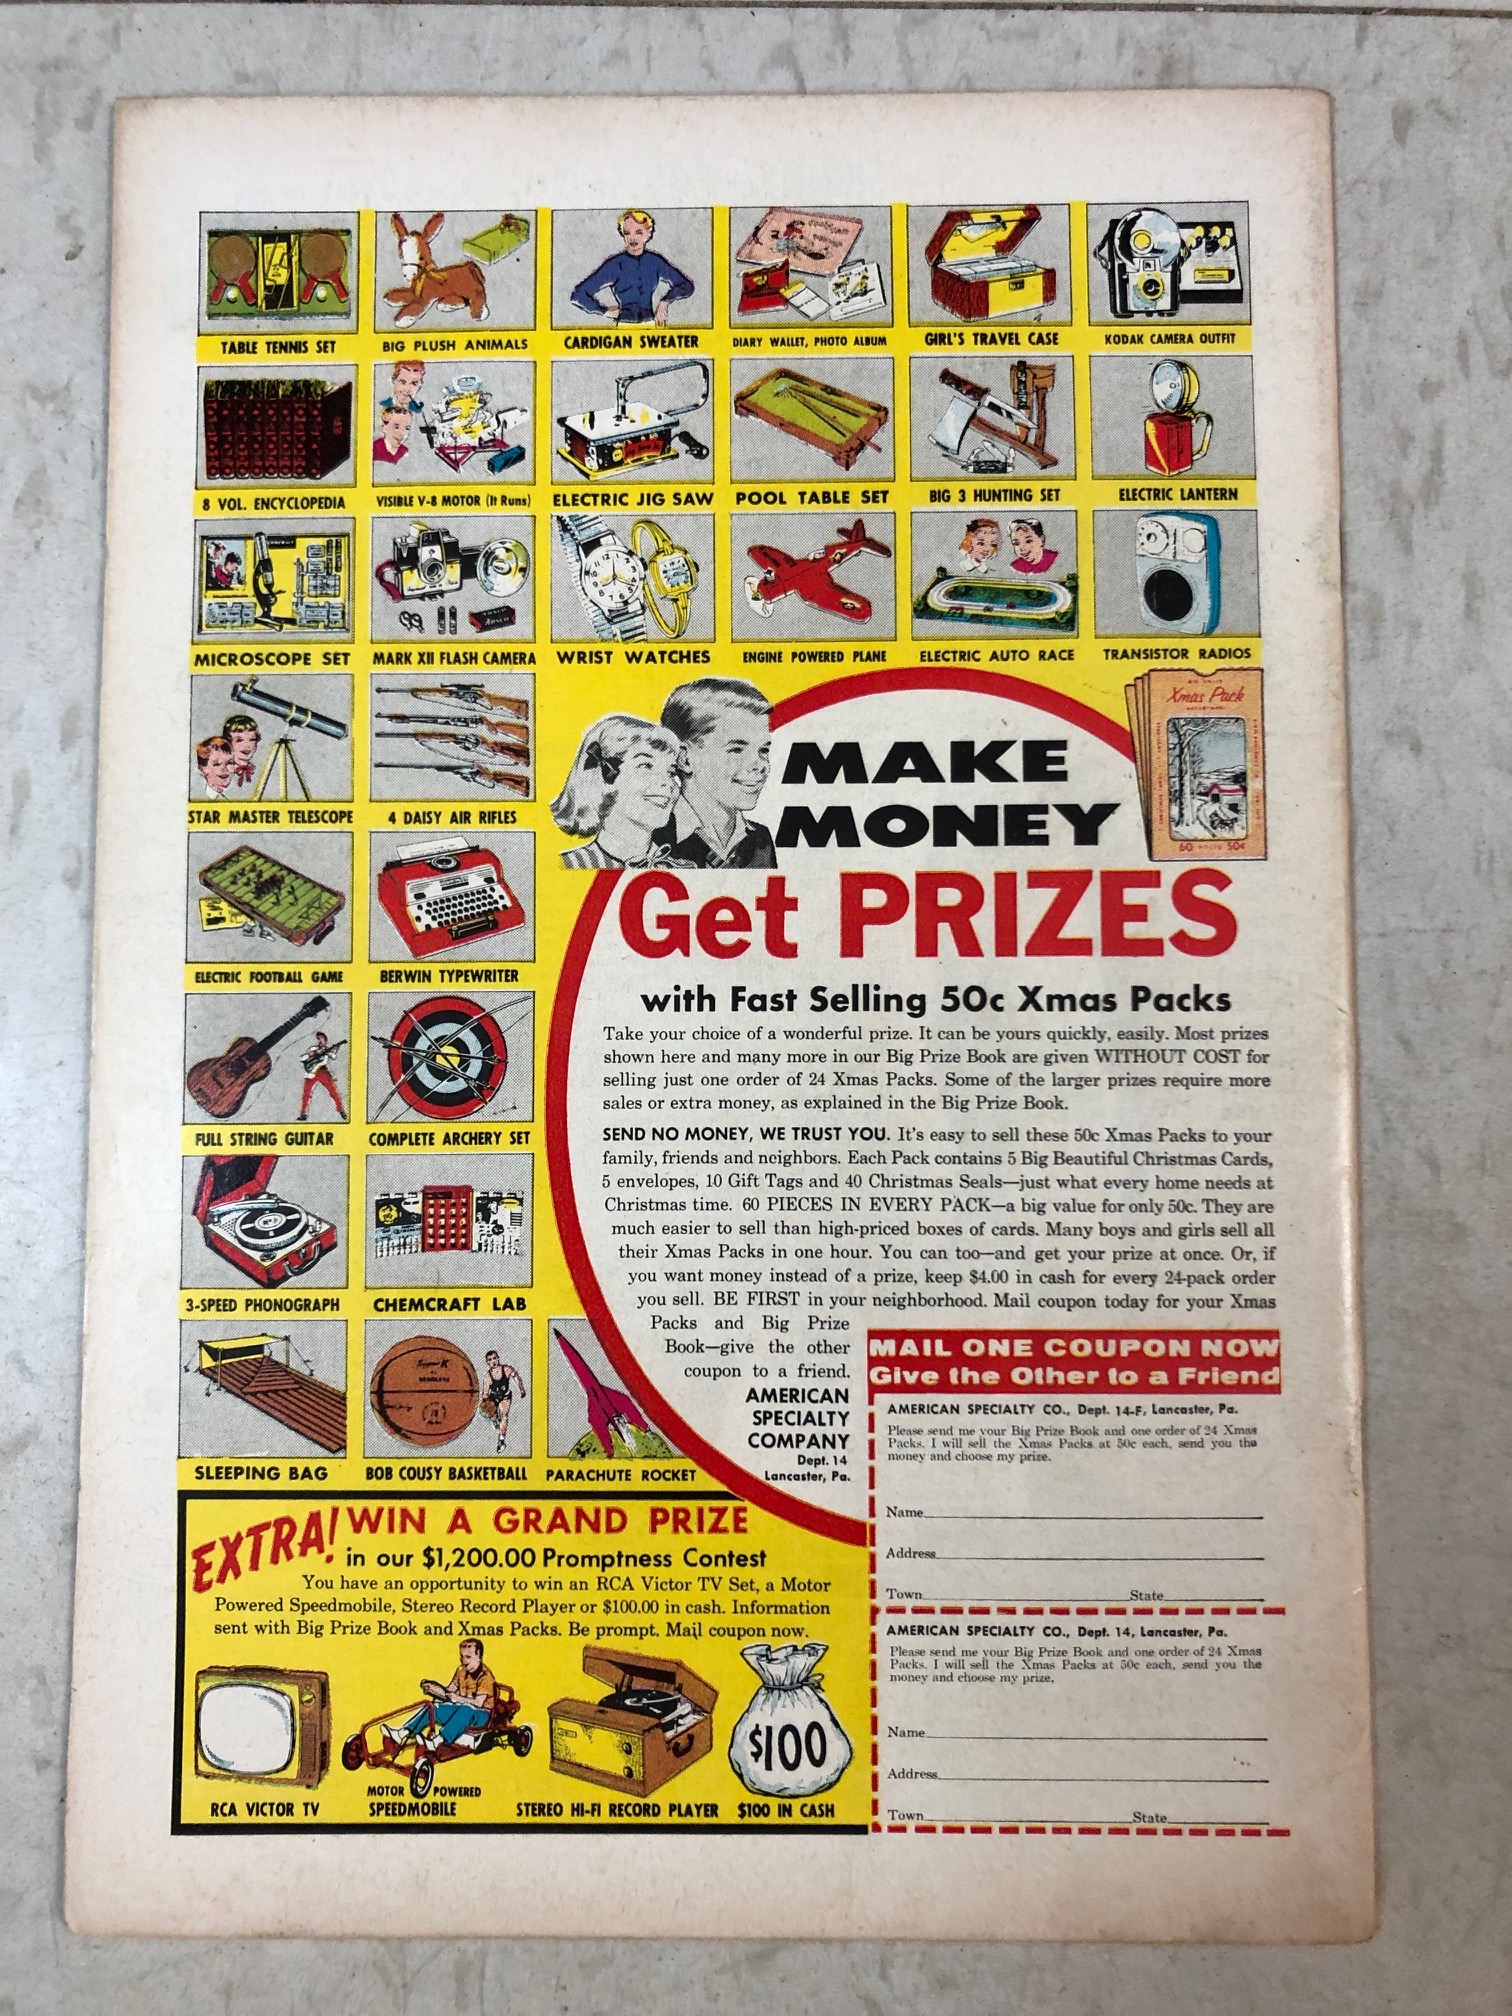 TABLE TENNIS SET
BIG PLUSH ANIMALS
CARDIGAN SWEATER
DIARY WALLET, PHOTO ALBUM
GIRL'S TRAVEL CASE
KODAK CAMERA OUTFIT
8 VOL. ENCYCLOPEDIA
VISIBLE V-8 MOTOR (It Runs)
ELECTRIC JIG SAW
POOL TABLE SET
BIG 3 HUNTING SET
ELECTRIC LANTERN
MICROSCOPE SET
MARK XII FLASH CAMERA
WRIST WATCHES
ENGINE POWERED PLANE
ELECTRIC AUTO RACE
TRANSISTOR RADIOS
STAR MASTER TELESCOPE
4 DAISY AIR RIFLES
ELECTRIC FOOTBALL GAME
BERWIN TYPEWRITER
FULL STRING GUITAR
COMPLETE ARCHERY SET
3-SPEED PHONOGRAPH
CHEMCRAFT LAB
SLEEPING BAG
BOB COUSY BASKETBALL
PARACHUTE ROCKET
Xmas Pack
60 50¢
MAKE
MONEY
Get PRIZES
with Fast Selling 50c Xmas Packs
Take your choice of a wonderful prize. It can be yours quickly, easily. Most prizes
shown here and many more in our Big Prize Book are given WITHOUT COST for
selling just one order of 24 Xmas Packs. Some of the larger prizes require more
sales or extra money, as explained in the Big Prize Book.
SEND NO MONEY, WE TRUST YOU. It's easy to sell these 50c Xmas Packs to your
family, friends and neighbors. Each Pack contains 5 Big Beautiful Christmas Cards,
5 envelopes, 10 Gift Tags and 40 Christmas Seals—just what every home needs at
Christmas time. 60 PIECES IN EVERY PACK—a big value for only 50c. They are
much easier to sell than high-priced boxes of cards. Many boys and girls sell all
their Xmas Packs in one hour. You can too—and get your prize at once. Or, if
you want money instead of a prize, keep $4.00 in cash for every 24-pack order
you sell. BE FIRST in your neighborhood. Mail coupon today for your Xmas
Packs and Big Prize
Book—give the other
coupon to a friend.
AMERICAN
SPECIALTY
COMPANY
Dept. 14
Lancaster, Pa.
MAIL ONE COUPON NOW
Give the Other to a Friend
AMERICAN SPECIALTY CO., Dept. 14-F, Lancaster, Pa.
Please send me your Big Prize Book and one order of 24 Xmas
Packs. I will sell the Xmas Packs at 50c each, send you the
money and choose my prize.
Name
Address
Town State
AMERICAN SPECIALTY CO., Dept. 14, Lancaster, Pa.
Please send me your Big Prize Book and one order of 24 Xmas
Packs. I will sell the Xmas Packs at 50c each, send you the
money and choose my prize.
Name
Address
Town State
EXTRA!
WIN A GRAND PRIZE
in our $1,200.00 Promptness Contest
You have an opportunity to win an RCA Victor TV Set, a Motor
Powered Speedmobile, Stereo Record Player or $100.00 in cash. Information
sent with Big Prize Book and Xmas Packs. Be prompt. Mail coupon now.
$100
RCA VICTOR TV
MOTOR POWERED
SPEEDMOBILE
STEREO HI-FI RECORD PLAYER
$100 IN CASH